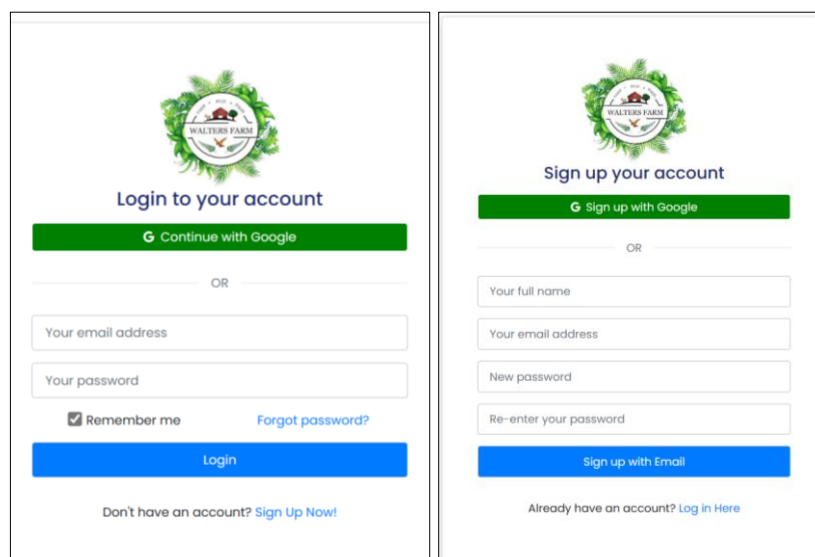 WALTERS FARM
Login to your account
G Continue with Google
OR
Your email address
Your password
Remember me
Forgot password?
Login
Don't have an account? Sign Up Now!
WALTERS FARM
Sign up your account
G Sign up with Google
OR
Your full name
Your email address
New password
Re-enter your password
Sign up with Email
Already have an account? Log in Here